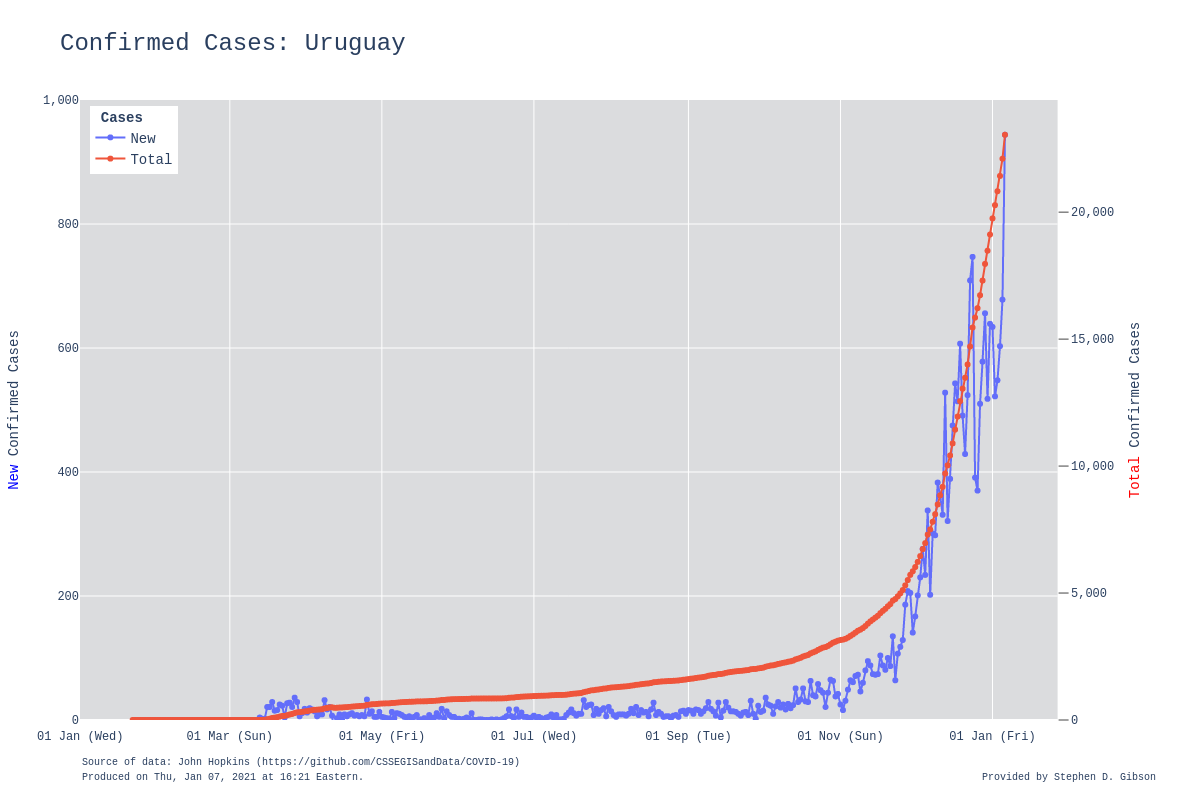 Confirmed Cases: Uruguay
1,000
800
600
400
200
0
Cases
New
Total
20,000
15,000
10,000
5,000
0
New Confirmed Cases
Total Confirmed Cases
01 Jan (Wed)
01 Mar (Sun)
01 May (Fri)
01 Jul (Wed)
01 Sep (Tue)
01 Nov (Sun)
01 Jan (Fri)
Source of data: John Hopkins (https://github.com/CSSEGISandData/COVID-19)
Produced on Thu, Jan 07, 2021 at 16:21 Eastern.
Provided by Stephen D. Gibson